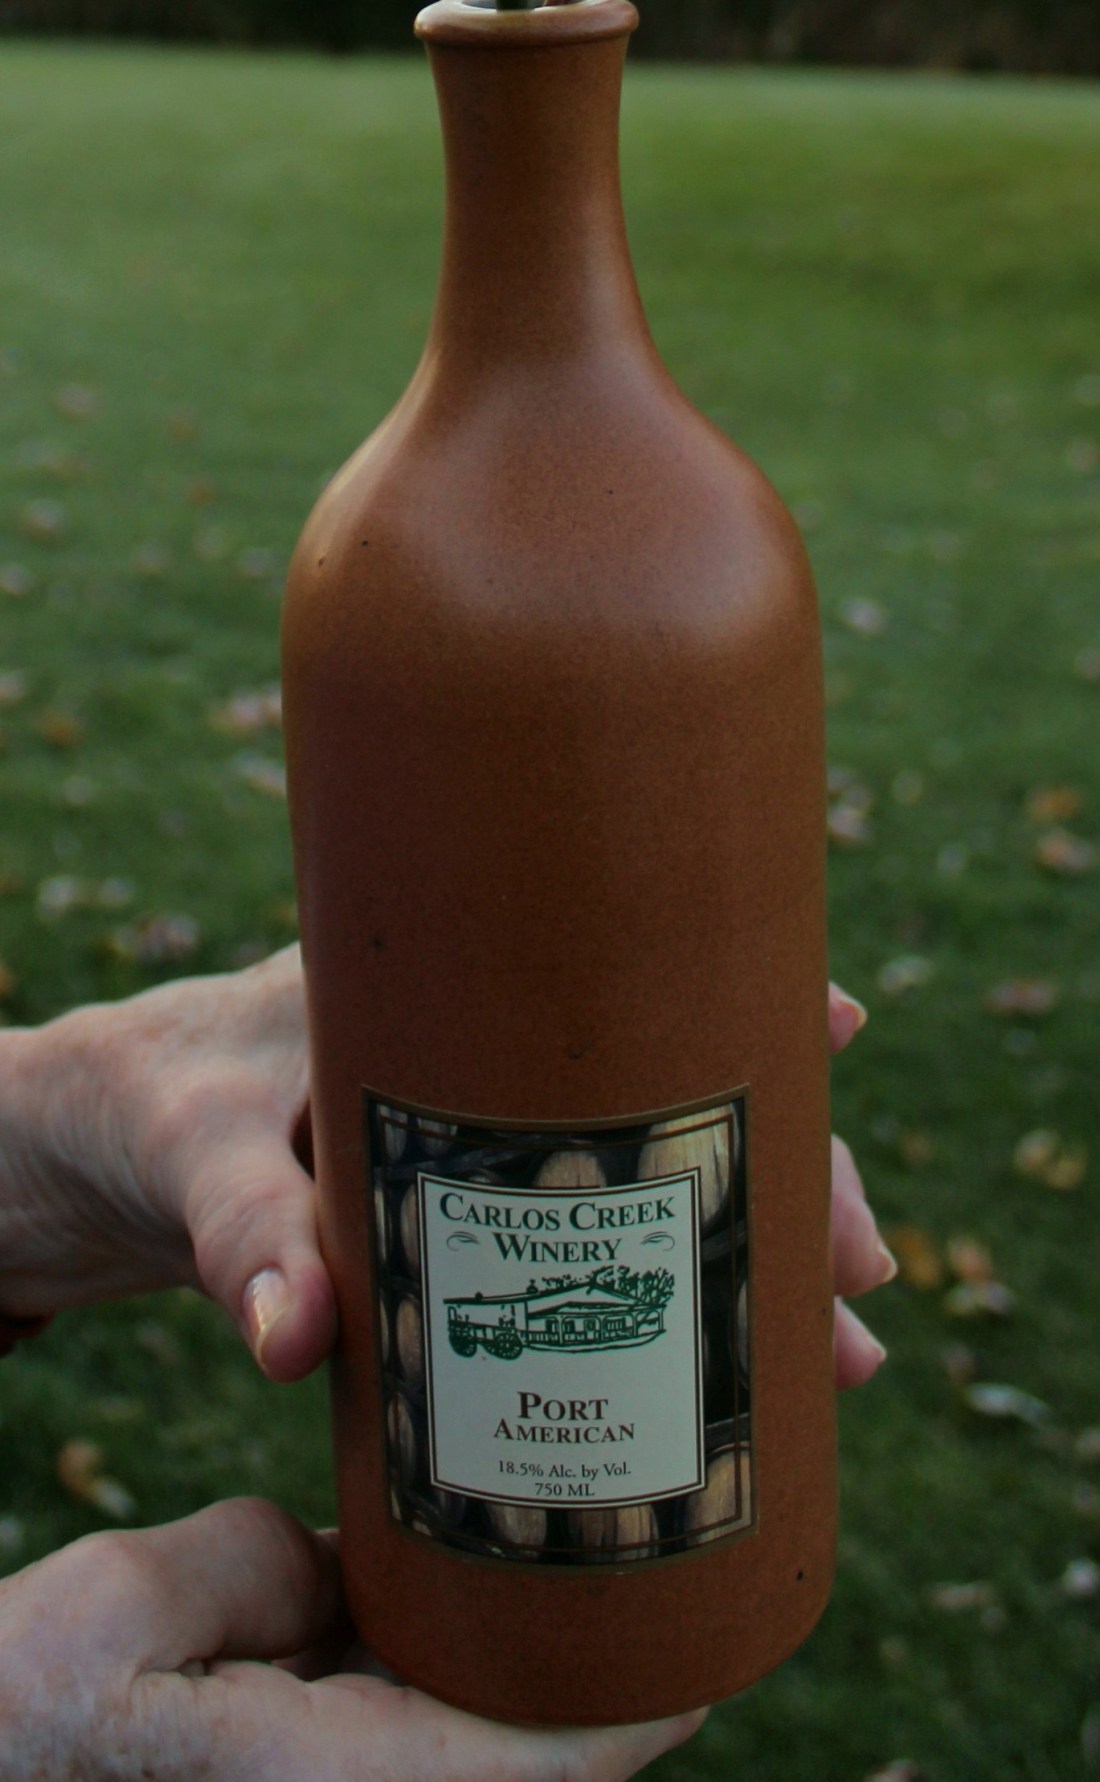 CARLOS CREEK
WINERY
PORT
AMERICAN
18.5% Alc. by Vol.
750 ML